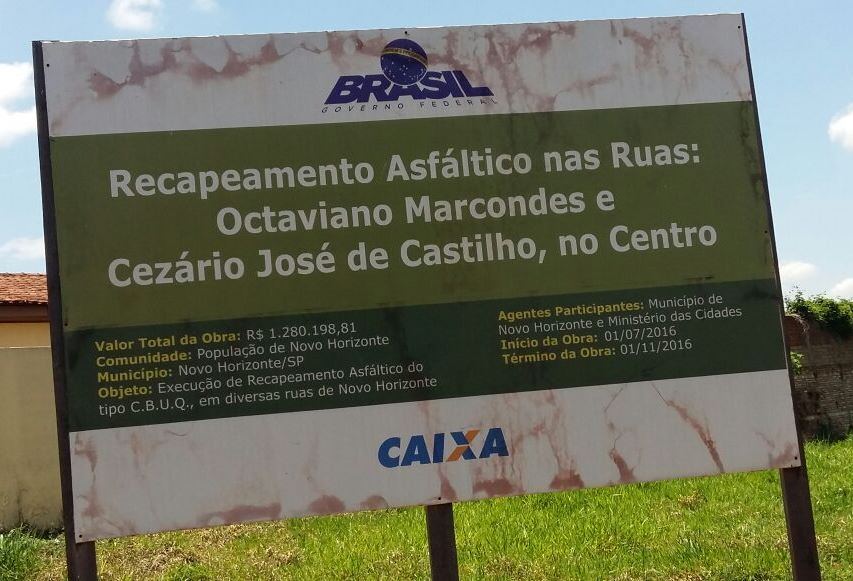 BRASIL
GOVERNO FEDERAL
Recapeamento Asfáltico nas Ruas:
Octaviano Marcondes e
Cezário José de Castilho, no Centro
Valor Total da Obra: R$ 1.280.198,81
Comunidade: População de Novo Horizonte
Município: Novo Horizonte/SP
Objeto: Execução de Recapeamento Asfáltico do
tipo C.B.U.Q., em diversas ruas de Novo Horizonte
Agentes Participantes: Município de
Novo Horizonte e Ministério das Cidades
Início da Obra: 01/07/2016
Término da Obra: 01/11/2016
CAIXA